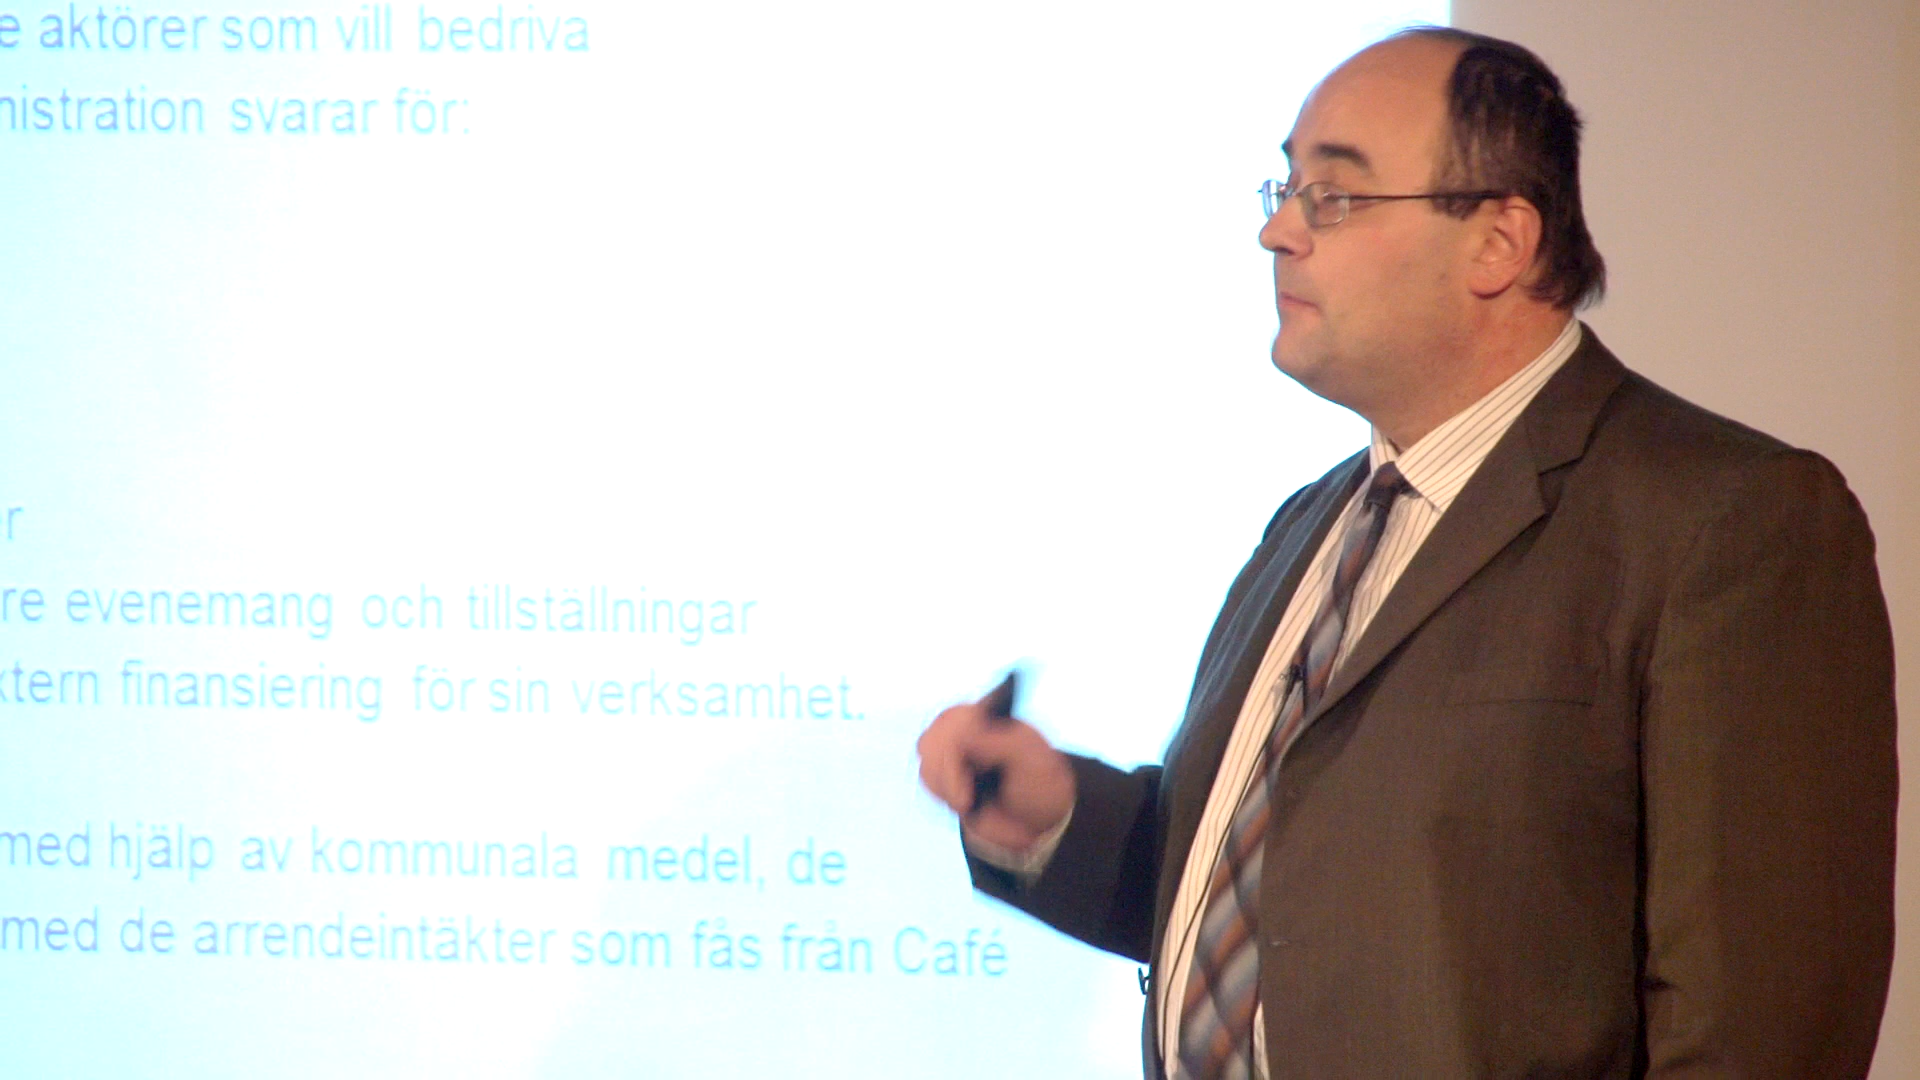 e aktörer som vill bedriva
nistration svarar för:
er
re evenemang och tillställningar
xtern finansiering för sin verksamhet.
med hjälp av kommunala medel, de
med de arrendeintäkter som fås från Café